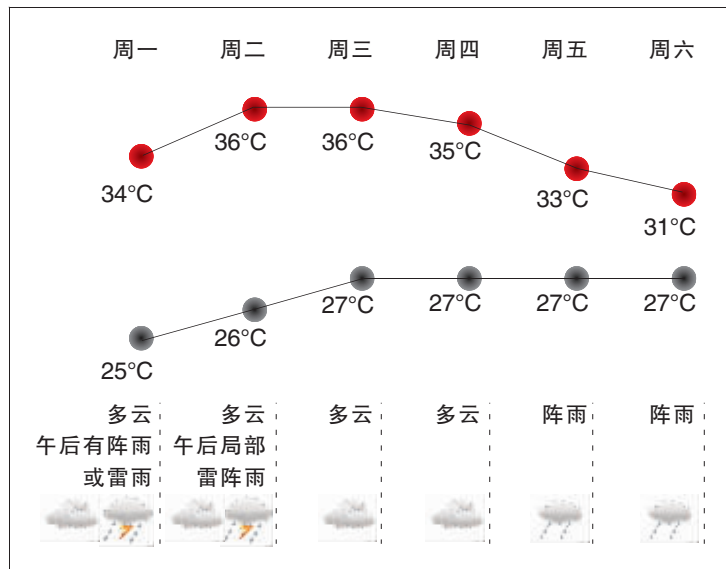 周一 周二 周三 周四 周五 周六
36°C 36°C 35°C
34°C 33°C
31°C
27°C 27°C 27°C 27°C
26°C
25°C
多云 多云 多云 多云 阵雨 阵雨
午后有阵雨 午后局部
或雷雨 雷阵雨